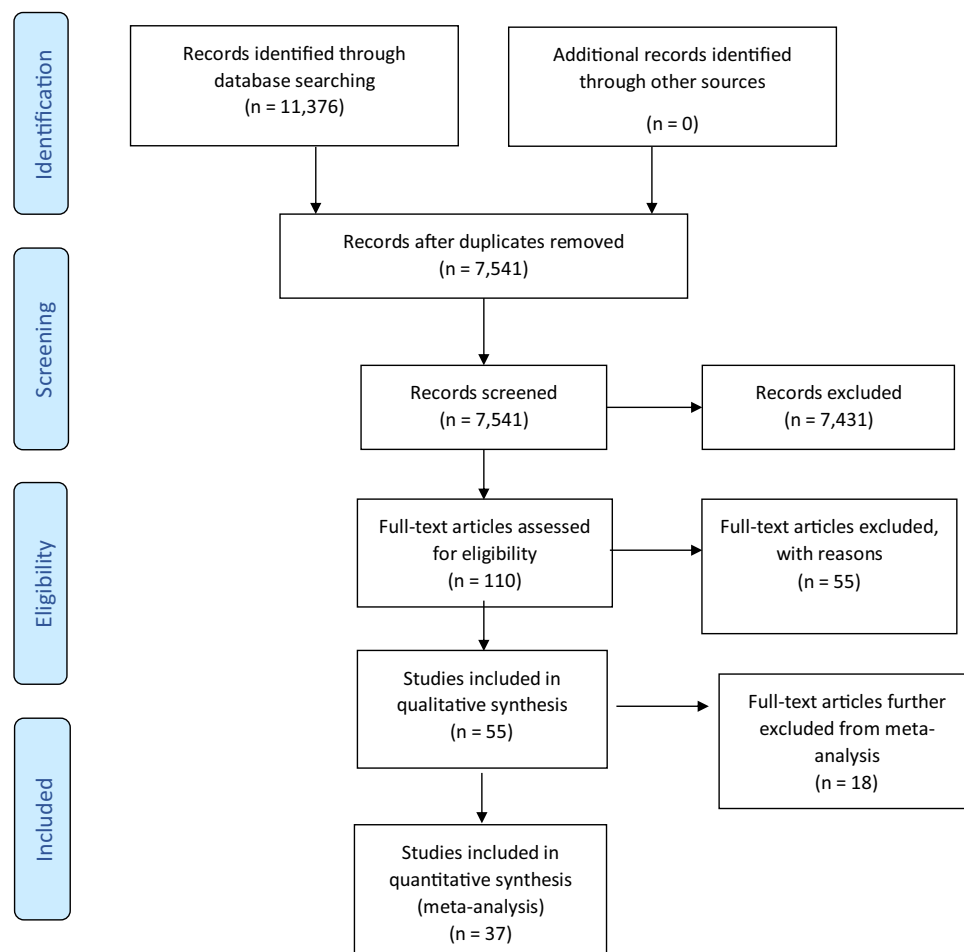 Identification
Records identified through
database searching
(n = 11,376)
Additional records identified
through other sources
(n = 0)
Records after duplicates removed
(n = 7,541)
Screening
Records screened
(n = 7,541)
Records excluded
(n = 7,431)
Eligibility
Full-text articles assessed
for eligibility
(n = 110)
Full-text articles excluded,
with reasons
(n = 55)
Studies included in
qualitative synthesis
(n = 55)
Full-text articles further
excluded from meta-
analysis
(n = 18)
Included
Studies included in
quantitative synthesis
(meta-analysis)
(n = 37)